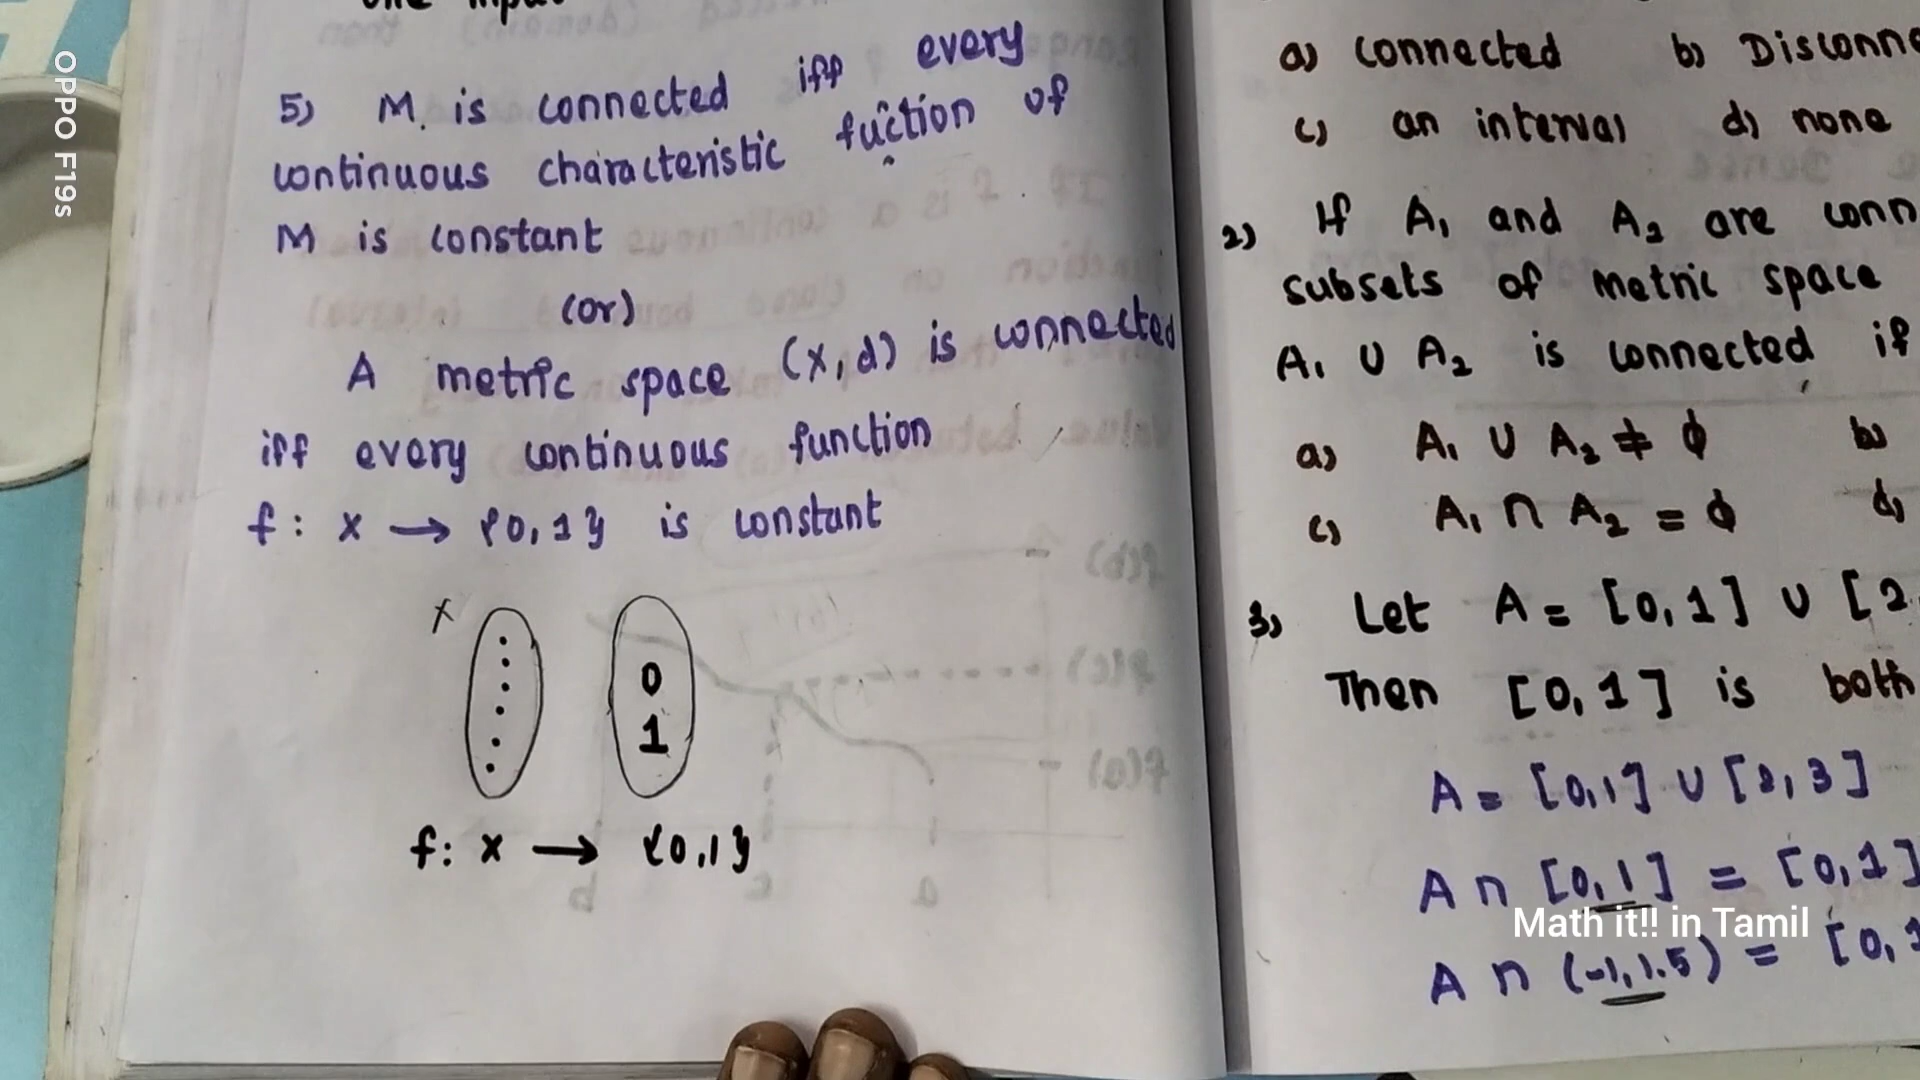 5) M is connected iff every
continuous characteristic fuction of
M is constant
(or)
A metric space (x, d) is connected
iff every continuous function
f : x → {0, 1} is constant
x
0
1
f: x → {0,1}
a) connected b)
c) an interval d) none
2) If A₁ and A₂ are
subsets of metric space
A₁ ∪ A₂ is connected if
a) A₁ ∪ A₂ ≠ ϕ b)
c) A₁ ∩ A₂ = ϕ d)
3) Let A = [0, 1] ∪ [2
Then [0, 1] is both
A = [0,1] ∪ [2, 3]
A ∩ [0, 1] = [0, 1]
A ∩ (-1, 1.5) = [0,
OPPO F19s
Math it!! in Tamil